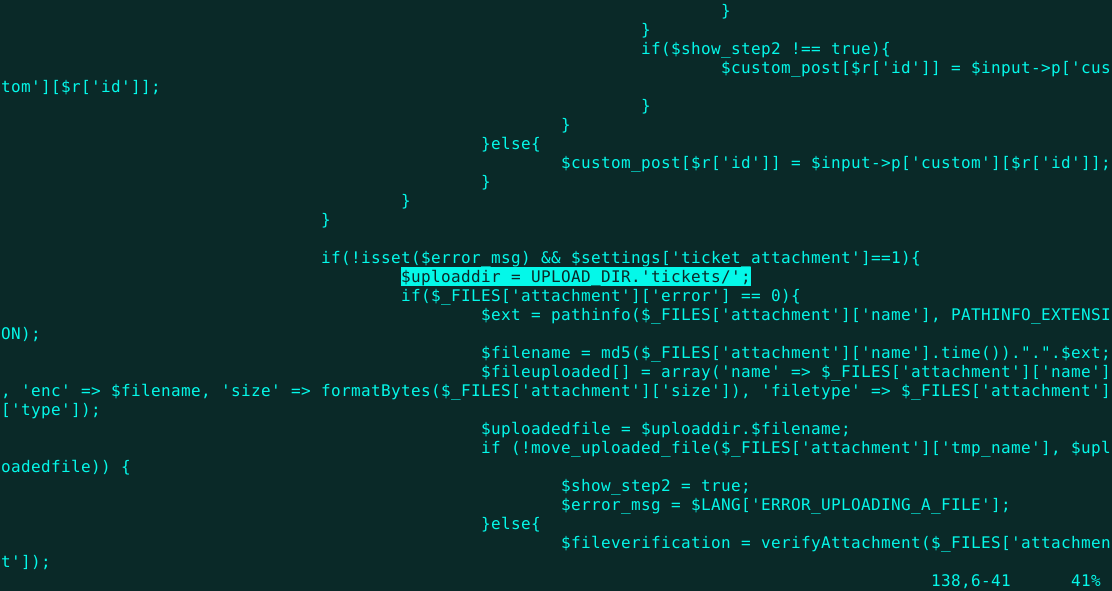 }
}
if($show_step2 !== true){
$custom_post[$r['id']] = $input->p['cus
tom'][$r['id']];
}
}
}else{
$custom_post[$r['id']] = $input->p['custom'][$r['id']];
}
}
}
if(!isset($error_msg) && $settings['ticket_attachment']==1){
$uploaddir = UPLOAD_DIR.'tickets/';
if($_FILES['attachment']['error'] == 0){
$ext = pathinfo($_FILES['attachment']['name'], PATHINFO_EXTENSI
ON);
$filename = md5($_FILES['attachment']['name'].time()).".".$ext;
$fileuploaded[] = array('name' => $_FILES['attachment']['name']
, 'enc' => $filename, 'size' => formatBytes($_FILES['attachment']['size']), 'filetype' => $_FILES['attachment']
['type']);
$uploadedfile = $uploaddir.$filename;
if (!move_uploaded_file($_FILES['attachment']['tmp_name'], $upl
oadedfile)) {
$show_step2 = true;
$error_msg = $LANG['ERROR_UPLOADING_A_FILE'];
}else{
$fileverification = verifyAttachment($_FILES['attachmen
t']);
138,6-41 41%